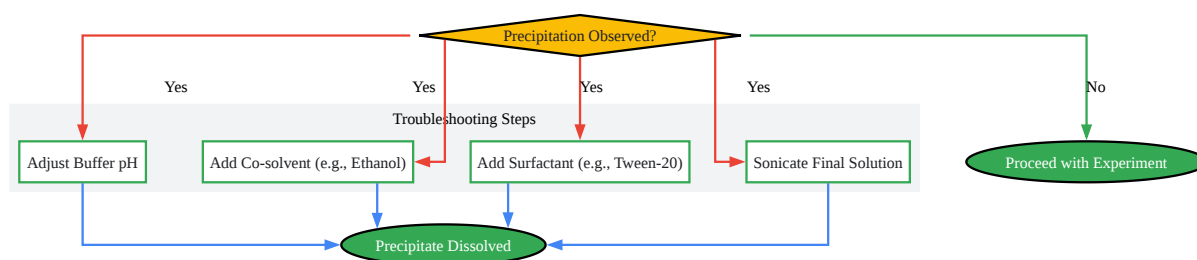 Precipitation Observed?
Yes
Yes
Yes
Yes
No
Troubleshooting Steps
Adjust Buffer pH
Add Co-solvent (e.g., Ethanol)
Add Surfactant (e.g., Tween-20)
Sonicate Final Solution
Proceed with Experiment
Precipitate Dissolved